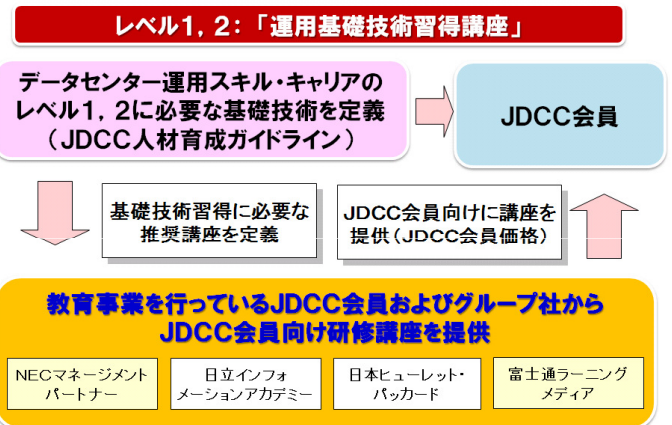 レベル1,2:「運用基礎技術習得講座」
データセンター運用スキル・キャリアの
レベル1,2に必要な基礎技術を定義
(JDCC人材育成ガイドライン)
JDCC会員
基礎技術習得に必要な
推奨講座を定義
JDCC会員向けに講座を
提供(JDCC会員価格)
教育事業を行っているJDCC会員およびグループ社から
JDCC会員向け研修講座を提供
NECマネージメント
パートナー
日立インフォ
メーションアカデミー
日本ヒューレット・
パッカード
富士通ラーニング
メディア